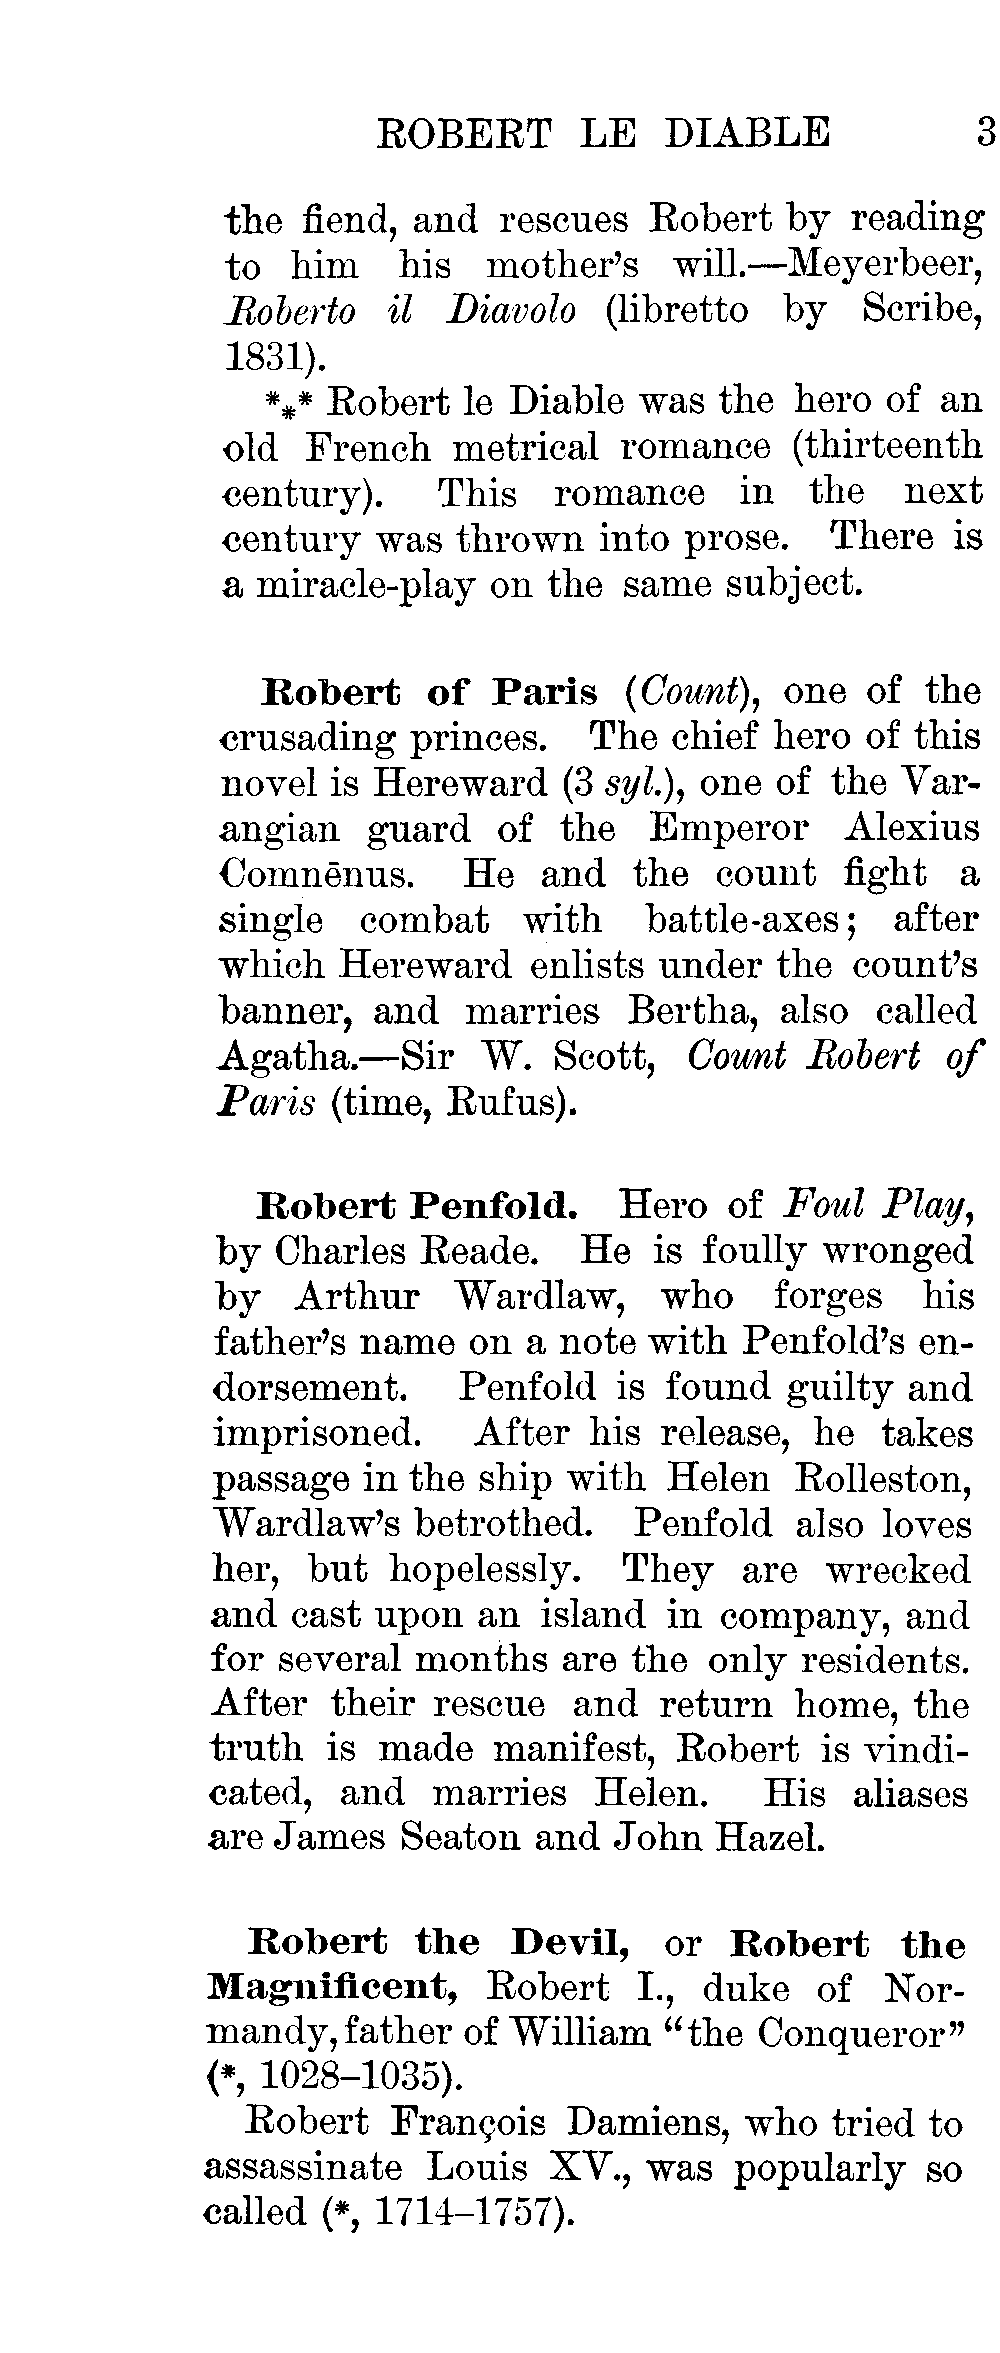 ROBERT LE DIABLE 3
the fiend, and rescues Robert by reading
to him his mother's will.—Meyerbeer,
Roberto il Diavolo (libretto by Scribe,
1831).
*⁎* Robert le Diable was the hero of an
old French metrical romance (thirteenth
century). This romance in the next
century was thrown into prose. There is
a miracle-play on the same subject.
Robert of Paris (Count), one of the
crusading princes. The chief hero of this
novel is Hereward (3 syl.), one of the Var-
angian guard of the Emperor Alexius
Comnēnus. He and the count fight a
single combat with battle-axes; after
which Hereward enlists under the count's
banner, and marries Bertha, also called
Agatha.—Sir W. Scott, Count Robert of
Paris (time, Rufus).
Robert Penfold. Hero of Foul Play,
by Charles Reade. He is foully wronged
by Arthur Wardlaw, who forges his
father's name on a note with Penfold's en-
dorsement. Penfold is found guilty and
imprisoned. After his release, he takes
passage in the ship with Helen Rolleston,
Wardlaw's betrothed. Penfold also loves
her, but hopelessly. They are wrecked
and cast upon an island in company, and
for several months are the only residents.
After their rescue and return home, the
truth is made manifest, Robert is vindi-
cated, and marries Helen. His aliases
are James Seaton and John Hazel.
Robert the Devil, or Robert the
Magnificent, Robert I., duke of Nor-
mandy, father of William “the Conqueror”
(*, 1028–1035).
Robert François Damiens, who tried to
assassinate Louis XV., was popularly so
called (*, 1714–1757).